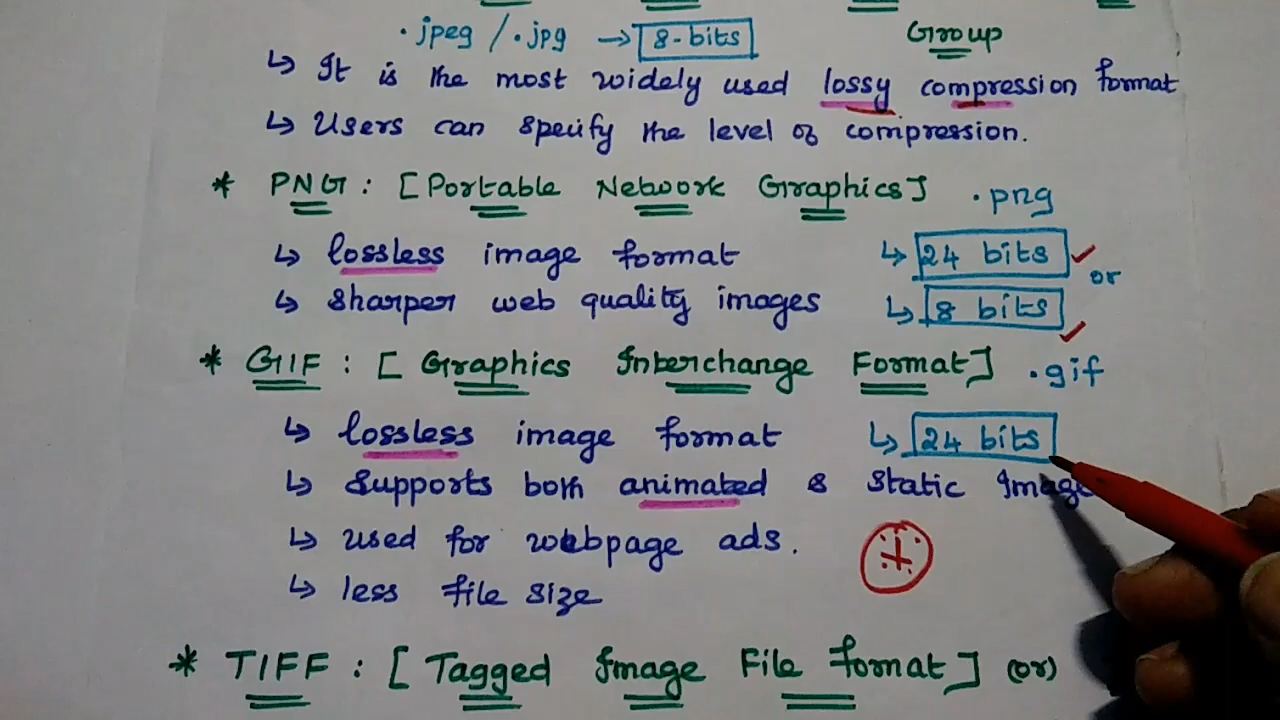 .jpeg / .jpg → 8-bits Group
↳ It is the most widely used lossy compression format
↳ Users can specify the level of compression.
* PNG : [Portable Network Graphics] .png
↳ lossless image format ↳ 24 bits or
↳ sharper web quality images ↳ 8 bits
* GIF : [ Graphics Interchange Format] .gif
↳ lossless image format ↳ 24 bits
↳ supports both animated & static Image
↳ used for webpage ads.
↳ less file size
* TIFF : [ Tagged Image File format ] (or)